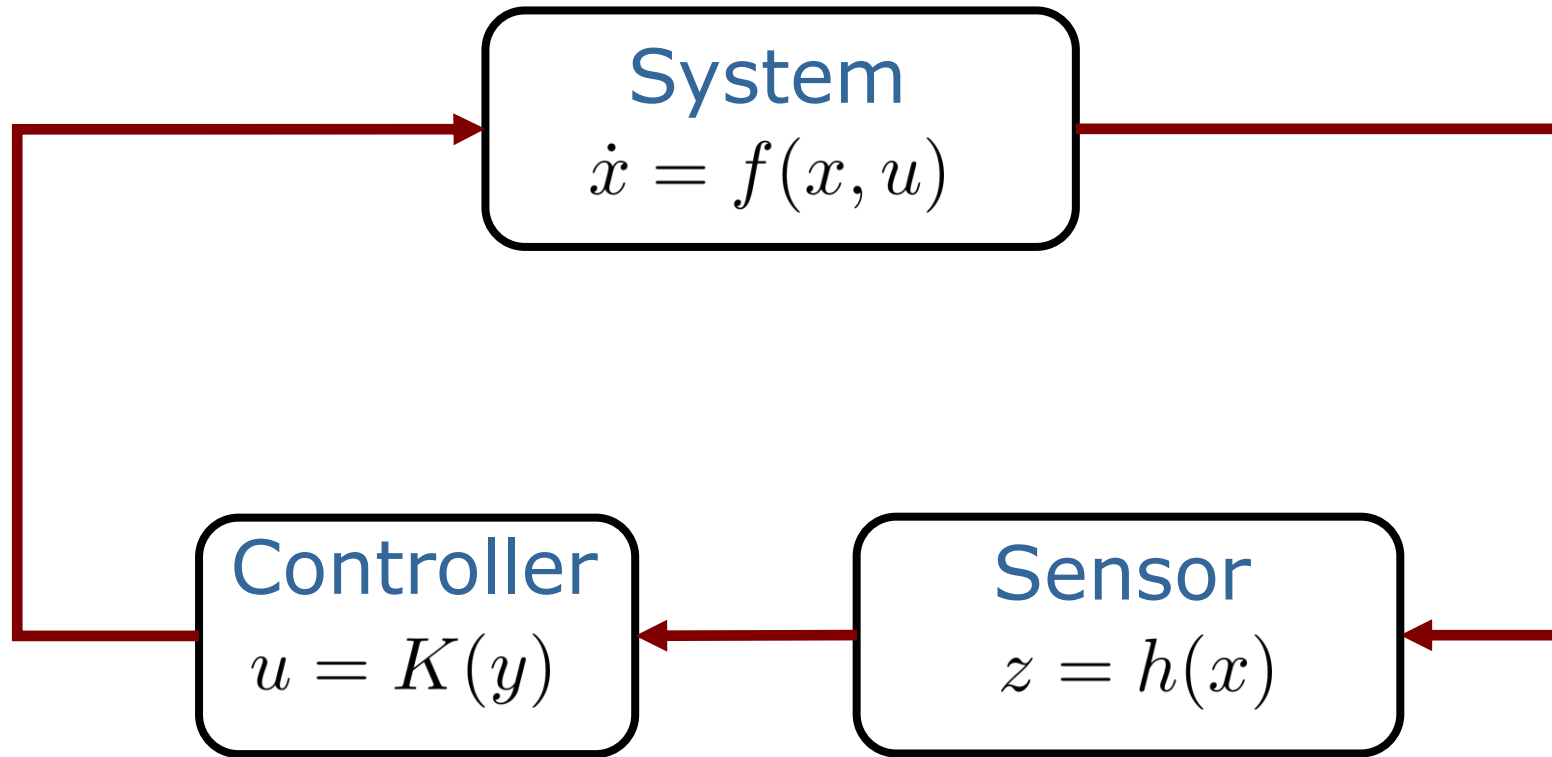 System
ẋ = f(x, u)
Controller
u = K(y)
Sensor
z = h(x)